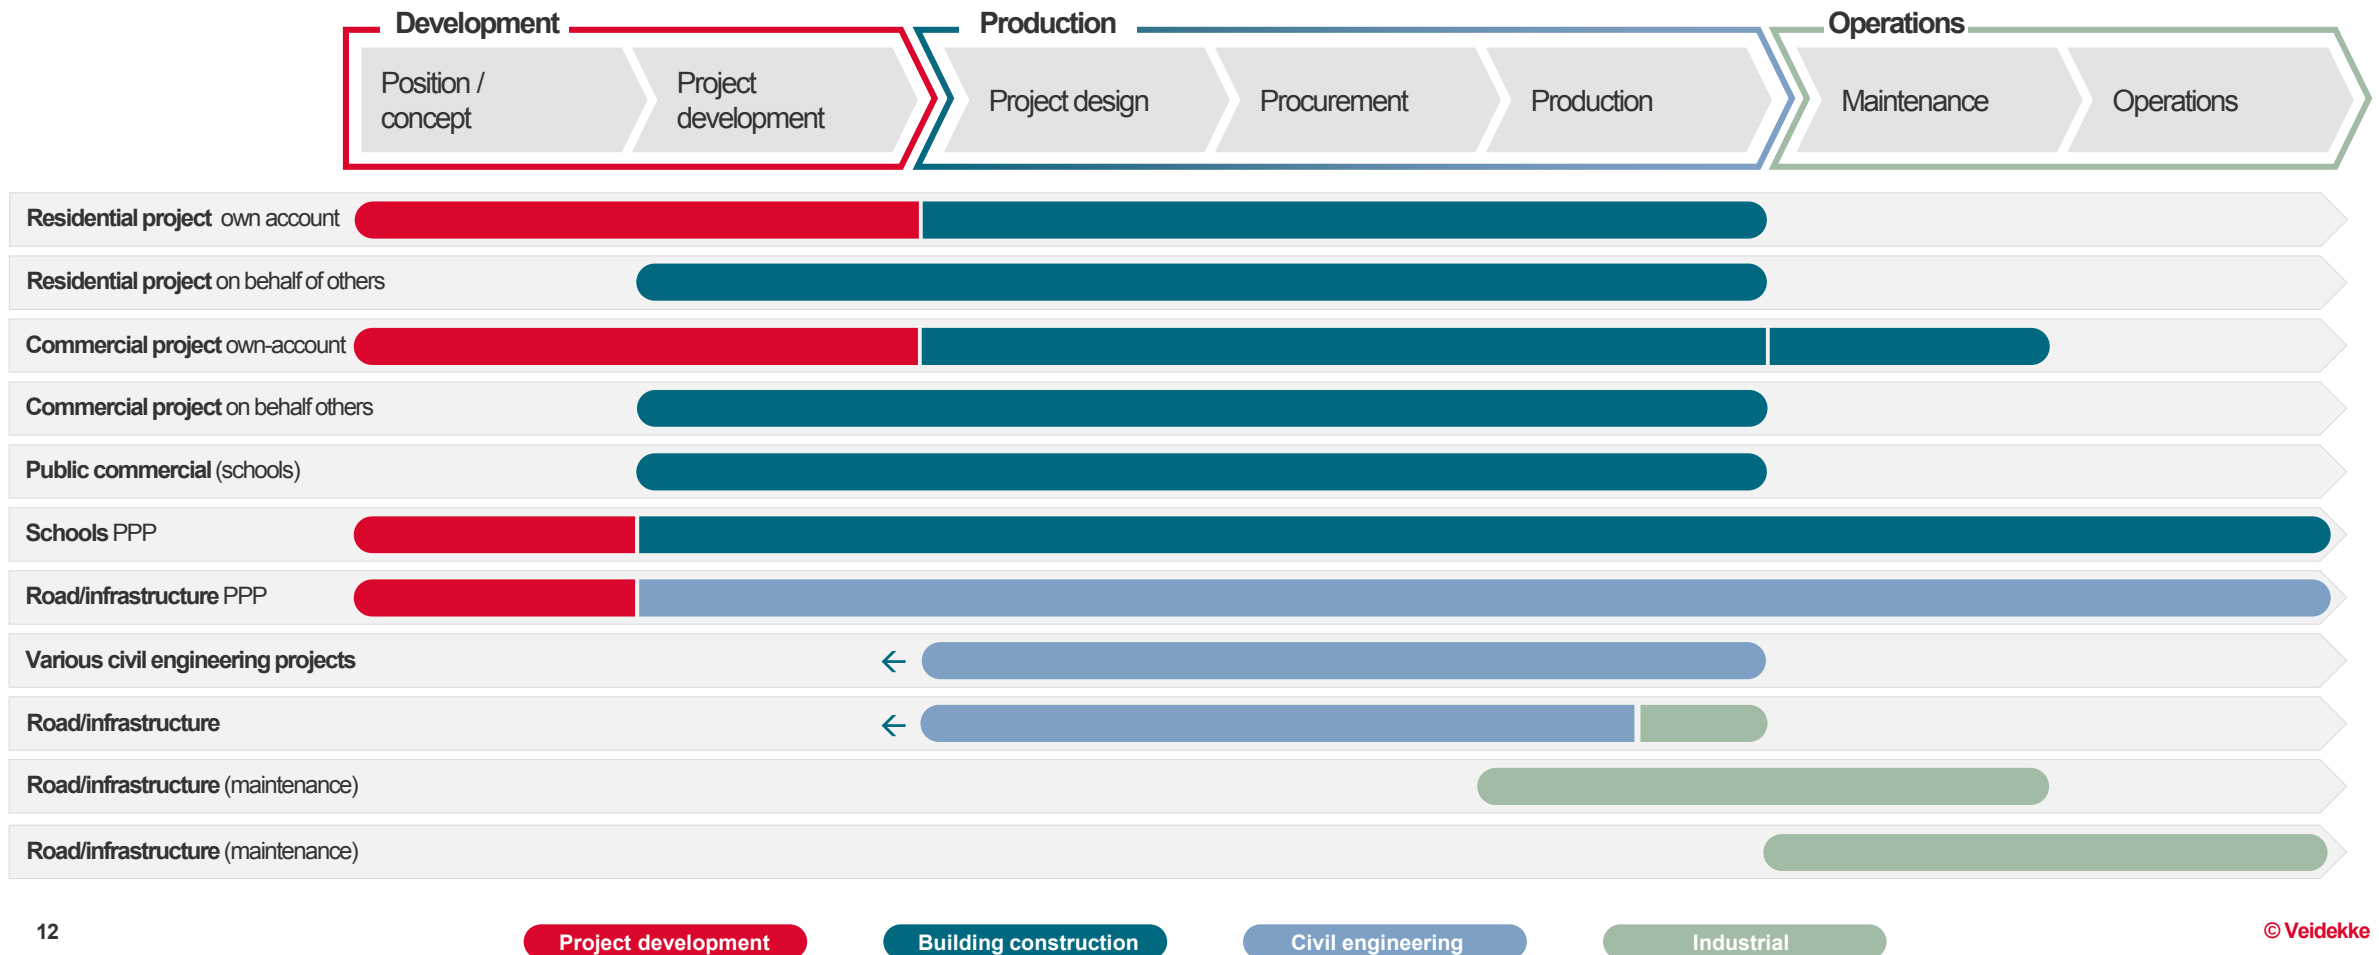 Development
Production
Operations
Position /
concept
Project
development
Project design
Procurement
Production
Maintenance
Operations
Residential project own account
Residential project on behalf of others
Commercial project own-account
Commercial project on behalf others
Public commercial (schools)
Schools PPP
Road/infrastructure PPP
Various civil engineering projects
Road/infrastructure
Road/infrastructure (maintenance)
Road/infrastructure (maintenance)
12
Project development
Building construction
Civil engineering
Industrial
© Veidekke